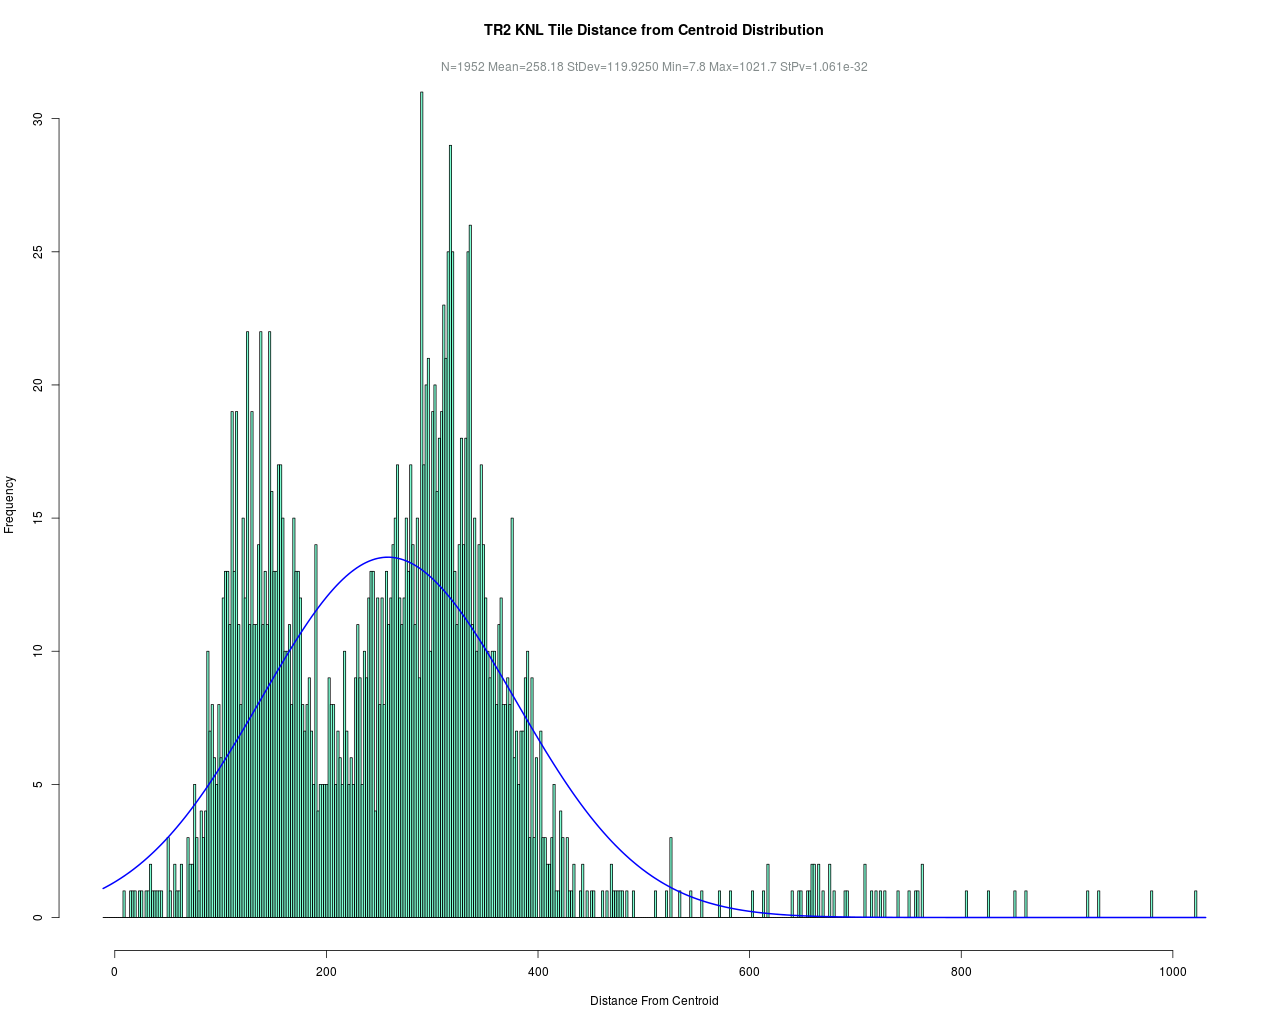 TR2 KNL Tile Distance from Centroid Distribution
N=1952 Mean=258.18 StDev=119.9250 Min=7.8 Max=1021.7 StPv=1.061e-32
30
25
20
15
10
5
0
Frequency
0 200 400 600 800 1000
Distance From Centroid